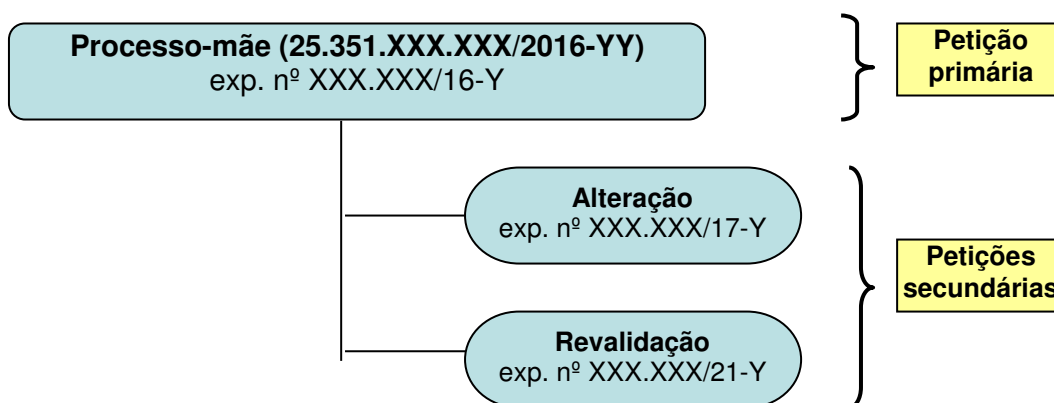 Processo-mãe (25.351.XXX.XXX/2016-YY)
exp. nº XXX.XXX/16-Y
Petição
primária
Alteração
exp. nº XXX.XXX/17-Y
Petições
secundárias
Revalidação
exp. nº XXX.XXX/21-Y